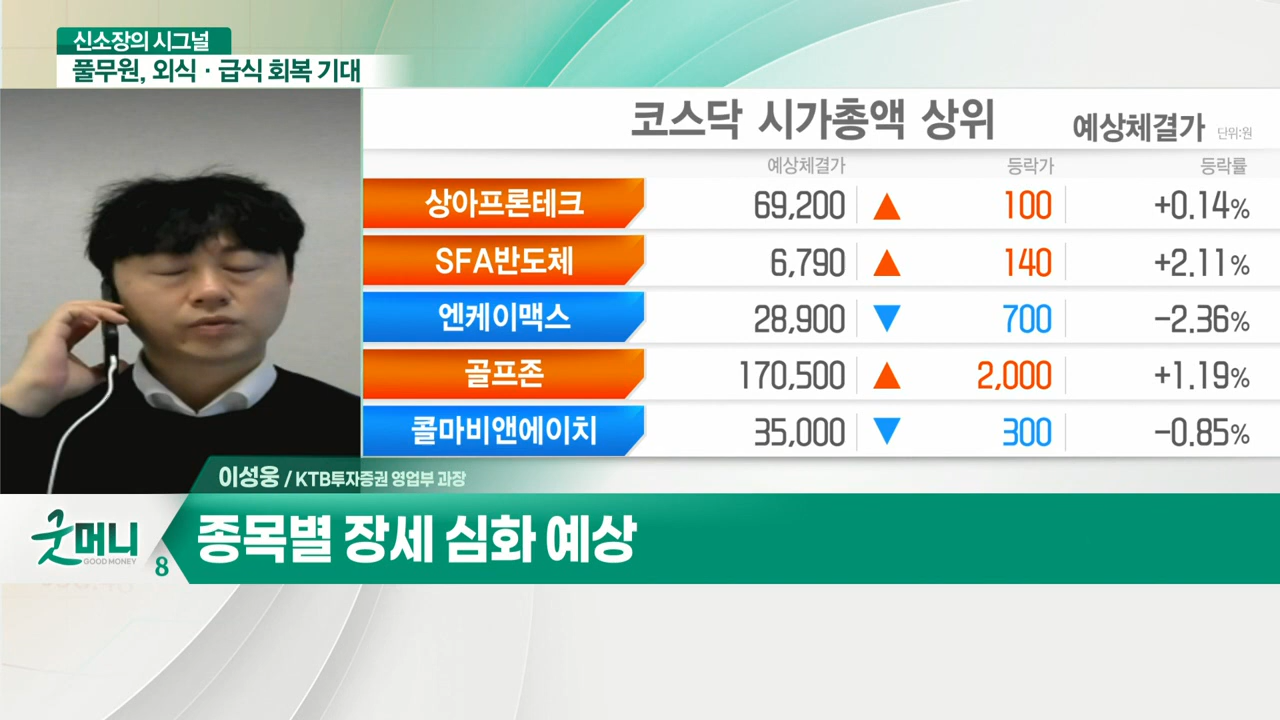 신소장의 시그널
풀무원, 외식 · 급식 회복 기대
코스닥 시가총액 상위 예상체결가 단위:원
예상체결가 등락가 등락률
상아프론테크 69,200 ▲ 100 +0.14%
SFA반도체 6,790 ▲ 140 +2.11%
엔케이맥스 28,900 ▼ 700 -2.36%
골프존 170,500 ▲ 2,000 +1.19%
콜마비앤에이치 35,000 ▼ 300 -0.85%
이성웅 / KTB투자증권 영업부 과장
굿머니
GOOD MONEY
8
종목별 장세 심화 예상